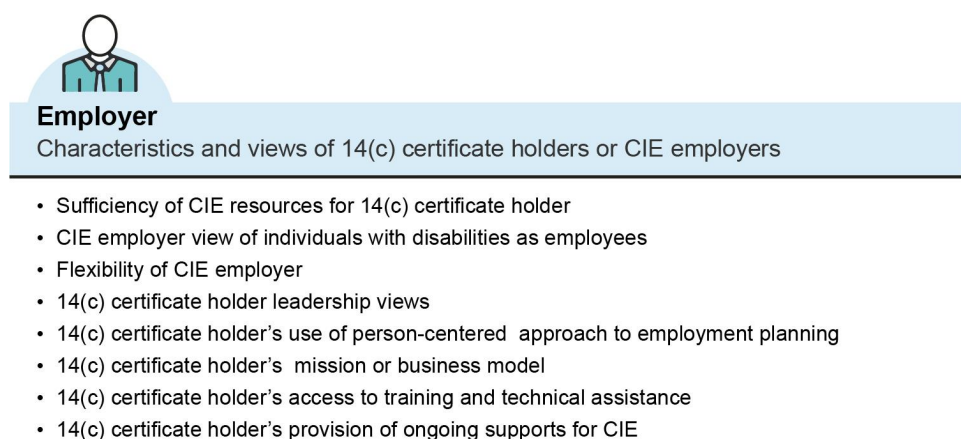 Employer
Characteristics and views of 14(c) certificate holders or CIE employers
• Sufficiency of CIE resources for 14(c) certificate holder
• CIE employer view of individuals with disabilities as employees
• Flexibility of CIE employer
• 14(c) certificate holder leadership views
• 14(c) certificate holder’s use of person-centered  approach to employment planning
• 14(c) certificate holder’s  mission or business model
• 14(c) certificate holder’s access to training and technical assistance
• 14(c) certificate holder’s provision of ongoing supports for CIE